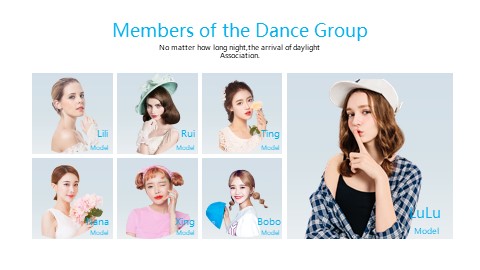 Members of the Dance Group
No matter how long night,the arrival of daylight
Association.
Lili
Model
Rui
Model
Ting
Model
LuLu
Model
Model
Xing
Model
Bobo
Model